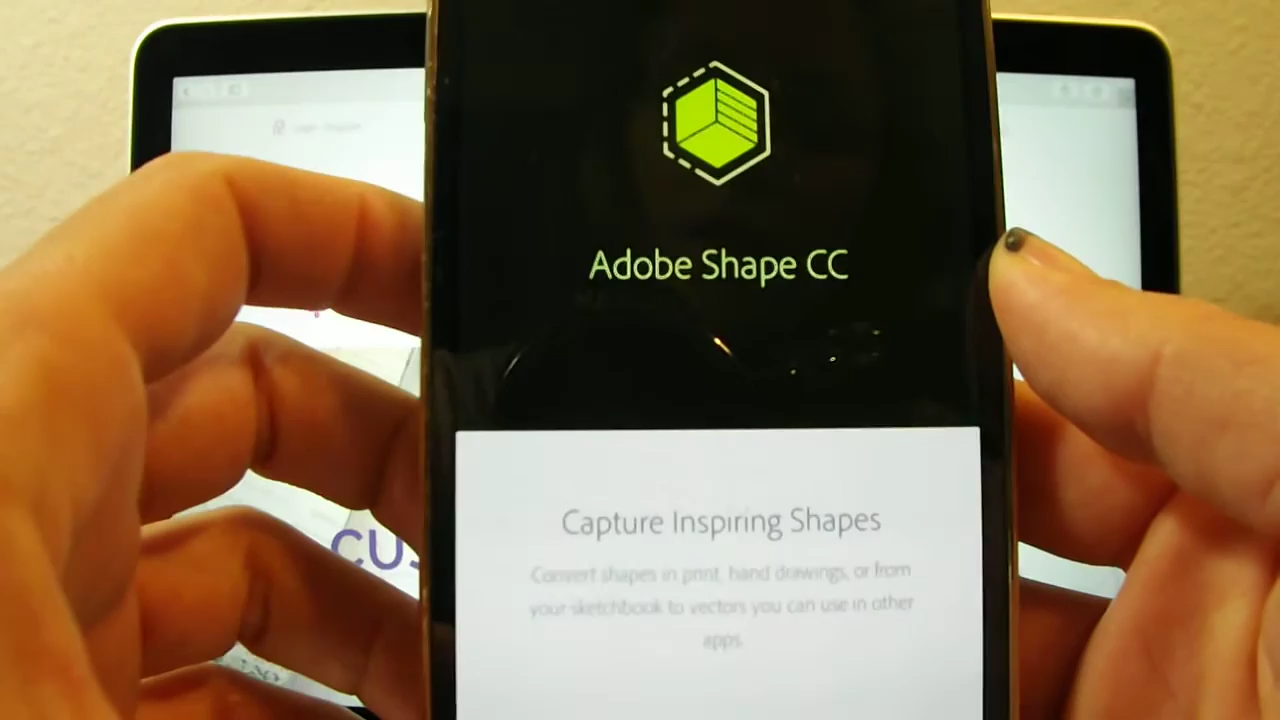 Adobe Shape CC
Capture Inspiring Shapes
Convert shapes in print, hand drawings, or from
your sketchbook to vectors you can use in other
apps.
CU